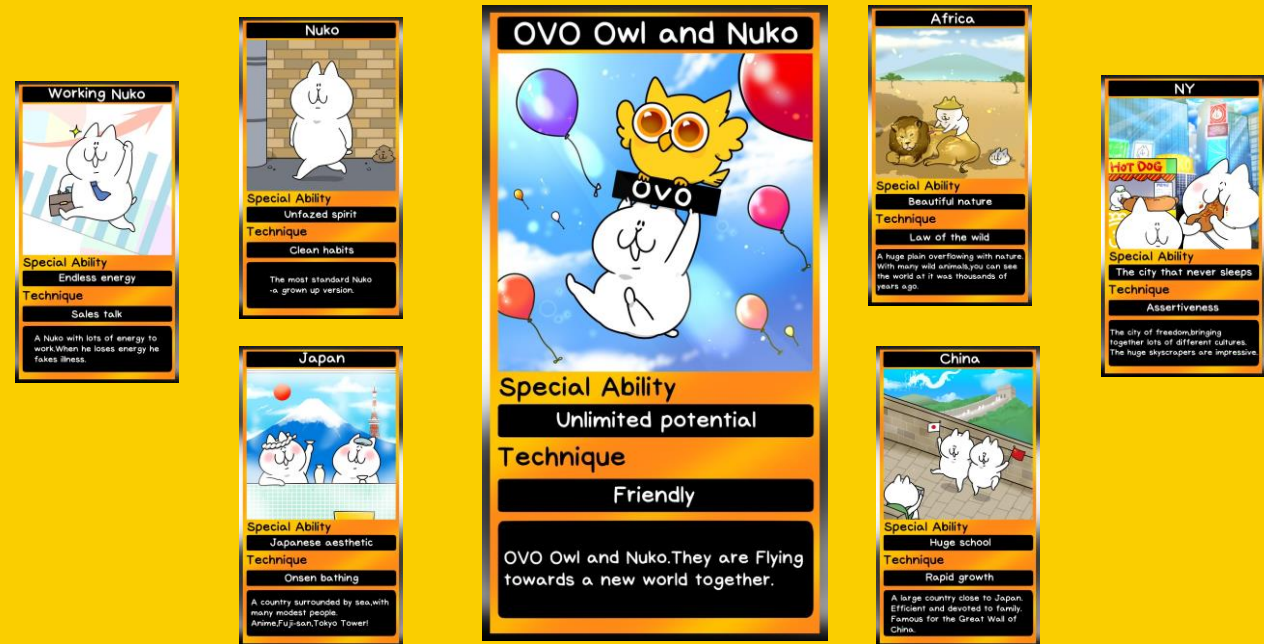 Working Nuko
Special Ability
Endless energy
Technique
Sales talk
A Nuko with lots of energy to
work.When he loses energy he
fakes illness.
Nuko
Special Ability
Unfazed spirit
Technique
Clean habits
The most standard Nuko
-a grown up version.
Japan
Special Ability
Japanese aesthetic
Technique
Onsen bathing
A country surrounded by sea,with
many modest people.
Anime,Fuji-san,Tokyo Tower!
OVO Owl and Nuko
OVO
Special Ability
Unlimited potential
Technique
Friendly
OVO Owl and Nuko.They are Flying
towards a new world together.
Africa
Special Ability
Beautiful nature
Technique
Law of the wild
A huge plain overflowing with nature.
With many wild animals,you can see
the world at it was thousands of
years ago.
China
Special Ability
Huge school
Technique
Rapid growth
A large country close to Japan.
Efficient and devoted to family.
Famous for the Great Wall of
China.
NY
HOT DOG
Special Ability
The city that never sleeps
Technique
Assertiveness
The city of freedom,bringing
together lots of different cultures.
The huge skyscrapers are impressive.